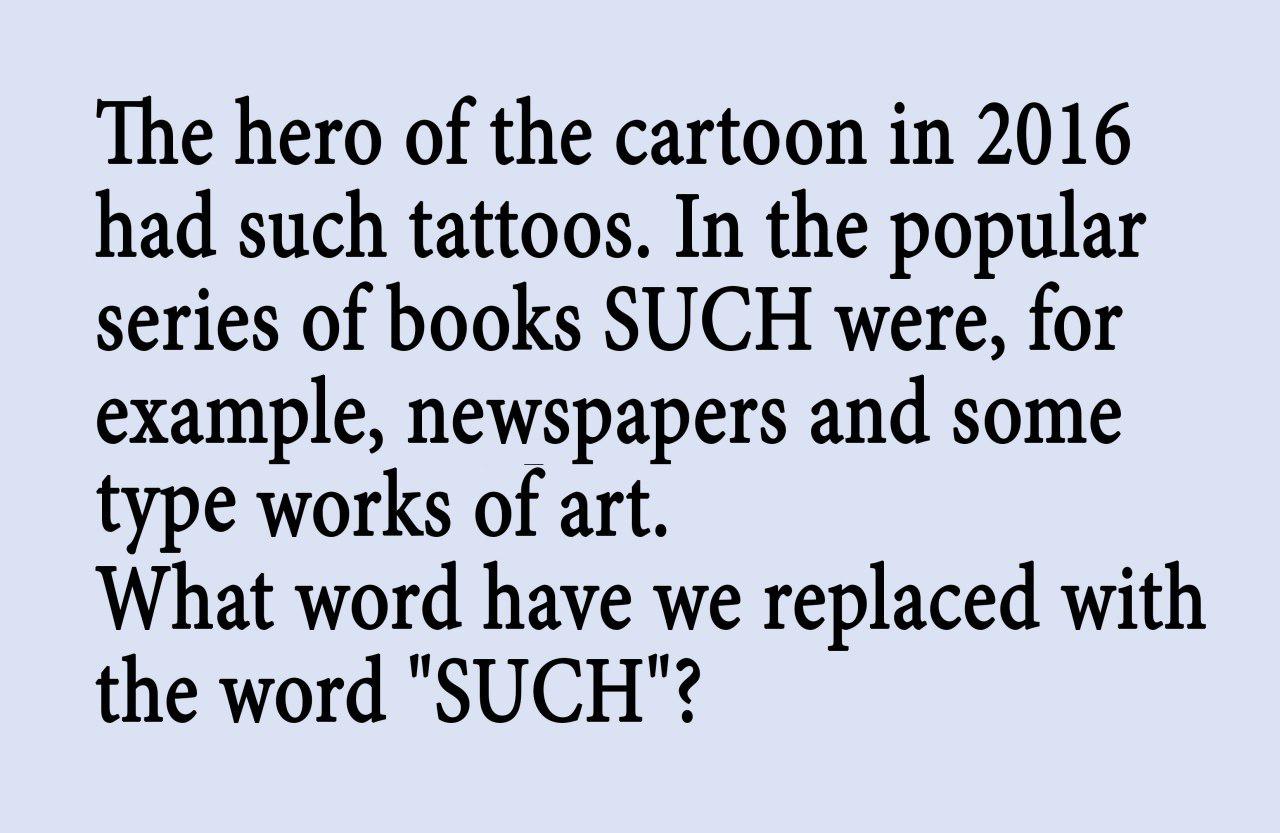 The hero of the cartoon in 2016
had such tattoos. In the popular
series of books SUCH were, for
example, newspapers and some
type works of art.
What word have we replaced with
the word "SUCH"?